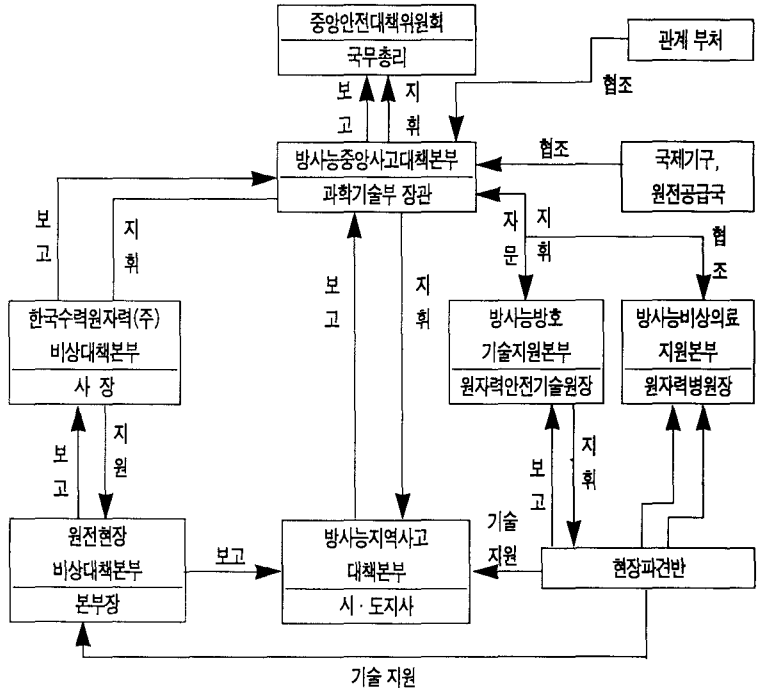 중앙안전대책위원회
국무총리
관계 부처
보고
지휘
협조
방사능중앙사고대책본부
과학기술부 장관
협조
국제기구,
원전공급국
보고
지휘
자문
지휘
협조
보고
지휘
한국수력원자력(주)
비상대책본부
사 장
방사능방호
기술지원본부
원자력안전기술원장
방사능비상의료
지원본부
원자력병원장
보고
지원
보고
지휘
원전현장
비상대책본부
본부장
보고
방사능지역사고
대책본부
시·도지사
기술
지원
현장파견반
기술 지원